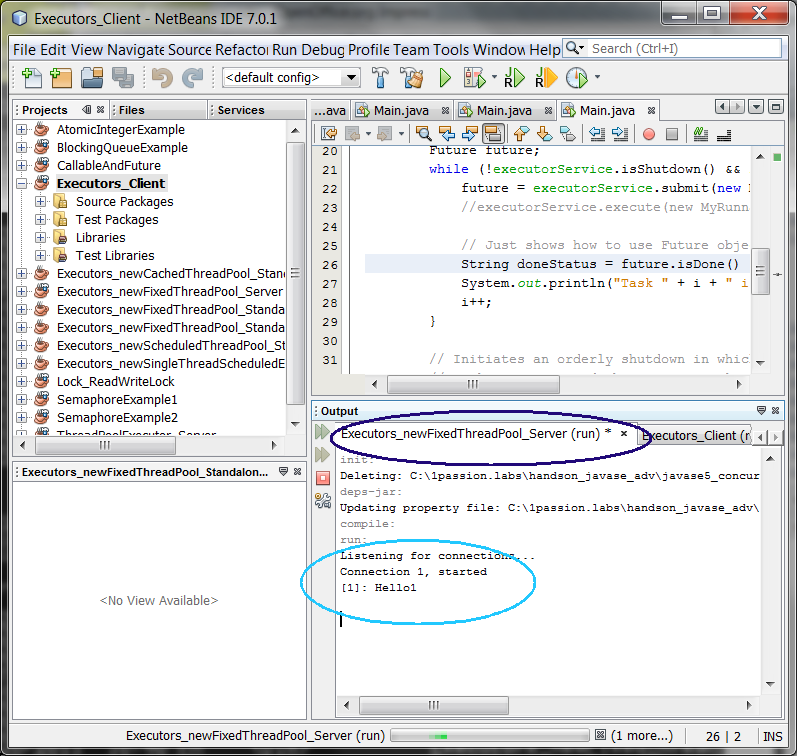 Executors_Client - NetBeans IDE 7.0.1
File Edit View Navigate Source Refactor Run Debug Profile Team Tools Window Help Search (Ctrl+I)
<default config>
Projects Files Services
AtomicIntegerExample
BlockingQueueExample
CallableAndFuture
Executors_Client
Source Packages
Test Packages
Libraries
Test Libraries
Executors_newCachedThreadPool_Stan
Executors_newFixedThreadPool_Server
Executors_newFixedThreadPool_Standa
Executors_newFixedThreadPool_Standa
Executors_newScheduledThreadPool_St
Executors_newSingleThreadScheduledE
Lock_ReadWriteLock
SemaphoreExample1
SemaphoreExample2
ThreadPoolExecutor_Server
Executors_newFixedThreadPool_Standalon...
<No View Available>
...ava Main.java Main.java Main.java
20 Future future;
21 while (!executorService.isShutdown() &&
22 future = executorService.submit(new
23 //executorService.execute(new MyRunn
24
25 // Just shows how to use Future obje
26 String doneStatus = future.isDone()
27 System.out.println("Task " + i + " i
28 i++;
29 }
30
31 // Initiates an orderly shutdown in whic
Output
Executors_newFixedThreadPool_Server (run) * Executors_Client (r
init:
Deleting: C:\1passion.labs\handson_javase_adv\javase5_concur
deps-jar:
Updating property file: C:\1passion.labs\handson_javase_adv\
compile:
run:
Listening for connections...
Connection 1, started
[1]: Hello1
Executors_newFixedThreadPool_Server (run) (1 more...) 26 | 2 INS